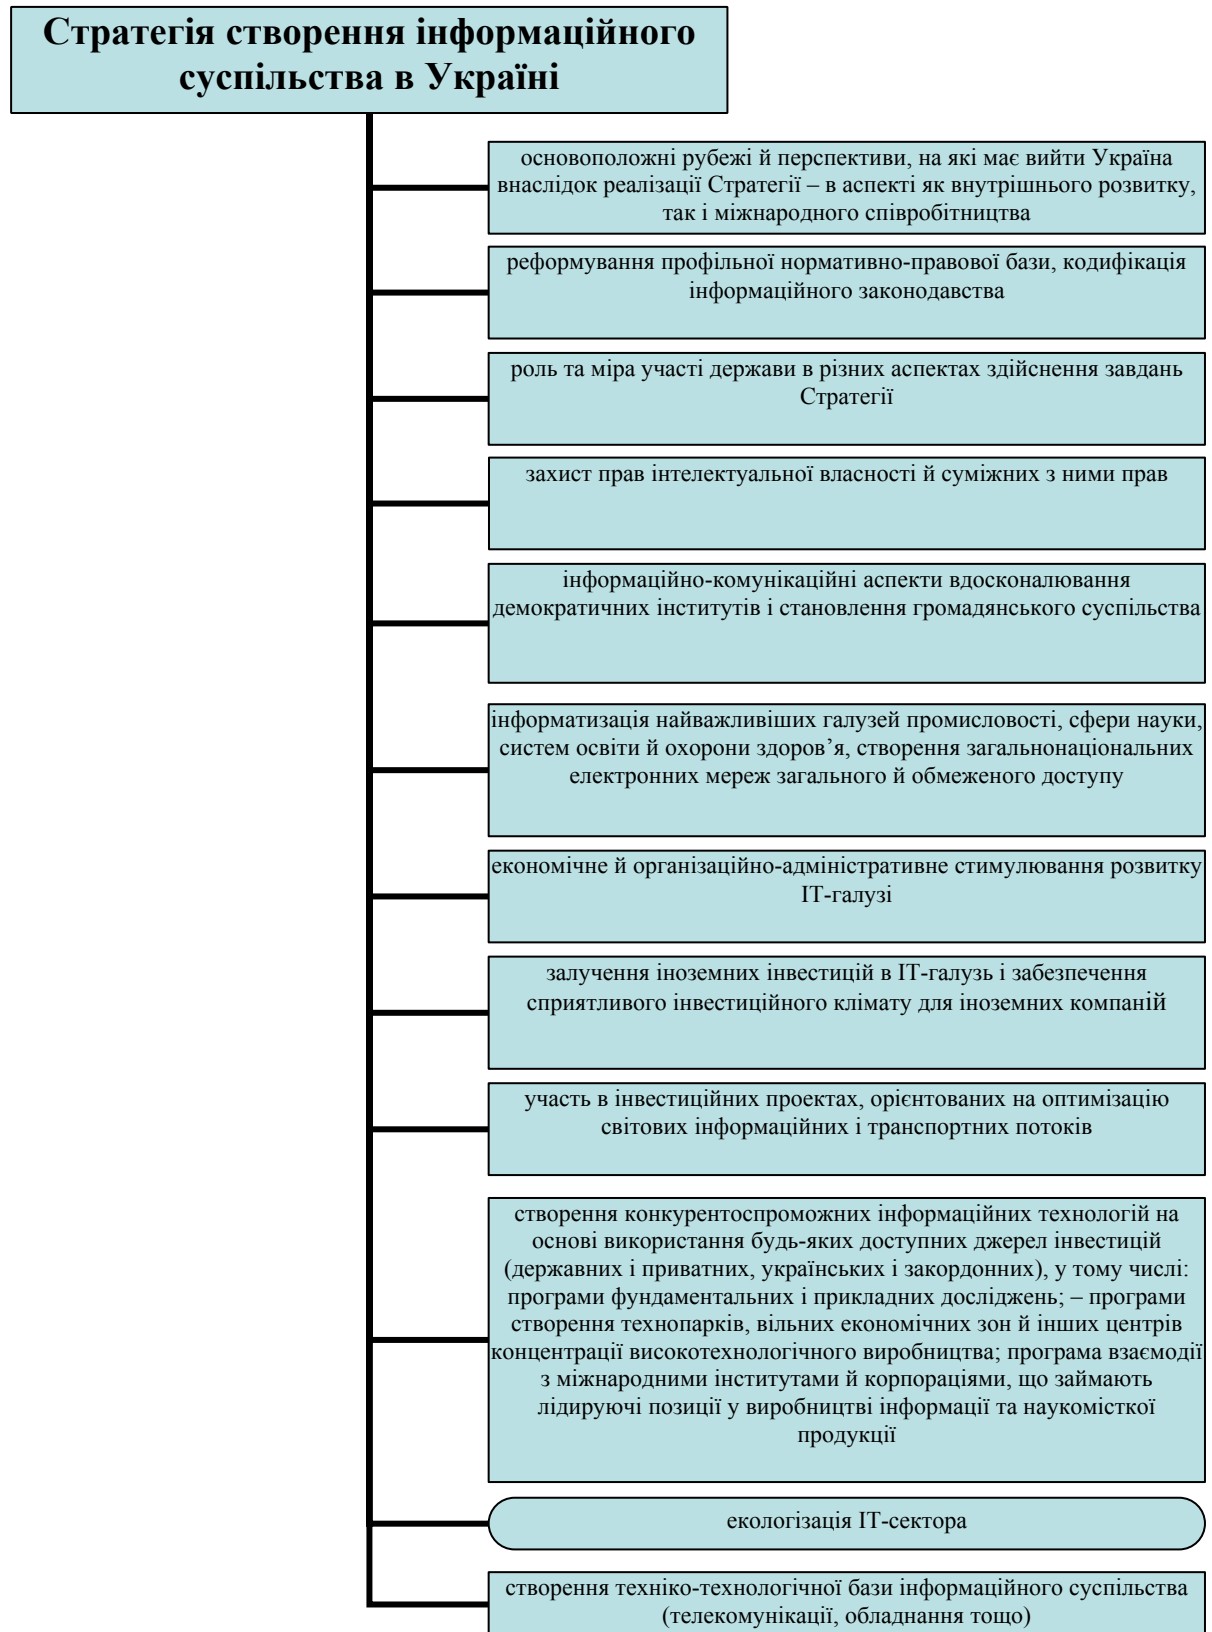 Стратегія створення інформаційного
суспільства в Україні
основоположні рубежі й перспективи, на які має вийти Україна
внаслідок реалізації Стратегії – в аспекті як внутрішнього розвитку,
так і міжнародного співробітництва
реформування профільної нормативно-правової бази, кодифікація
інформаційного законодавства
роль та міра участі держави в різних аспектах здійснення завдань
Стратегії
захист прав інтелектуальної власності й суміжних з ними прав
інформаційно-комунікаційні аспекти вдосконалювання
демократичних інститутів і становлення громадянського суспільства
інформатизація найважливіших галузей промисловості, сфери науки,
систем освіти й охорони здоров’я, створення загальнонаціональних
електронних мереж загального й обмеженого доступу
економічне й організаційно-адміністративне стимулювання розвитку
ІТ-галузі
залучення іноземних інвестицій в ІТ-галузь і забезпечення
сприятливого інвестиційного клімату для іноземних компаній
участь в інвестиційних проектах, орієнтованих на оптимізацію
світових інформаційних і транспортних потоків
створення конкурентоспроможних інформаційних технологій на
основі використання будь-яких доступних джерел інвестицій
(державних і приватних, українських і закордонних), у тому числі:
програми фундаментальних і прикладних досліджень; – програми
створення технопарків, вільних економічних зон й інших центрів
концентрації високотехнологічного виробництва; програма взаємодії
з міжнародними інститутами й корпораціями, що займають
лідируючі позиції у виробництві інформації та наукомісткої
продукції
екологізація ІТ-сектора
створення техніко-технологічної бази інформаційного суспільства
(телекомунікації, обладнання тощо)